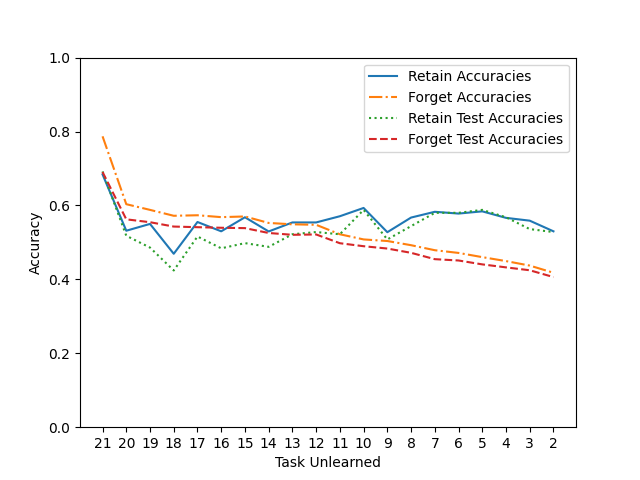 1.0
0.8
0.6
0.4
0.2
0.0
Accuracy
Retain Accuracies
Forget Accuracies
Retain Test Accuracies
Forget Test Accuracies
21 20 19 18 17 16 15 14 13 12 11 10 9 8 7 6 5 4 3 2
Task Unlearned